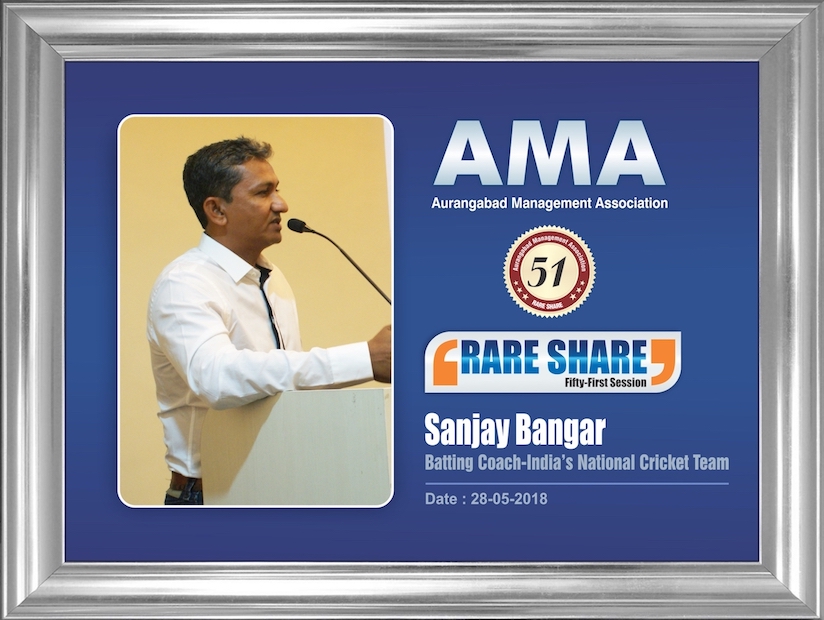 AMA
Aurangabad Management Association
Aurangabad Management Association
51
RARE SHARE
RARE SHARE
Fifty-First Session
Sanjay Bangar
Batting Coach-India's National Cricket Team
Date : 28-05-2018